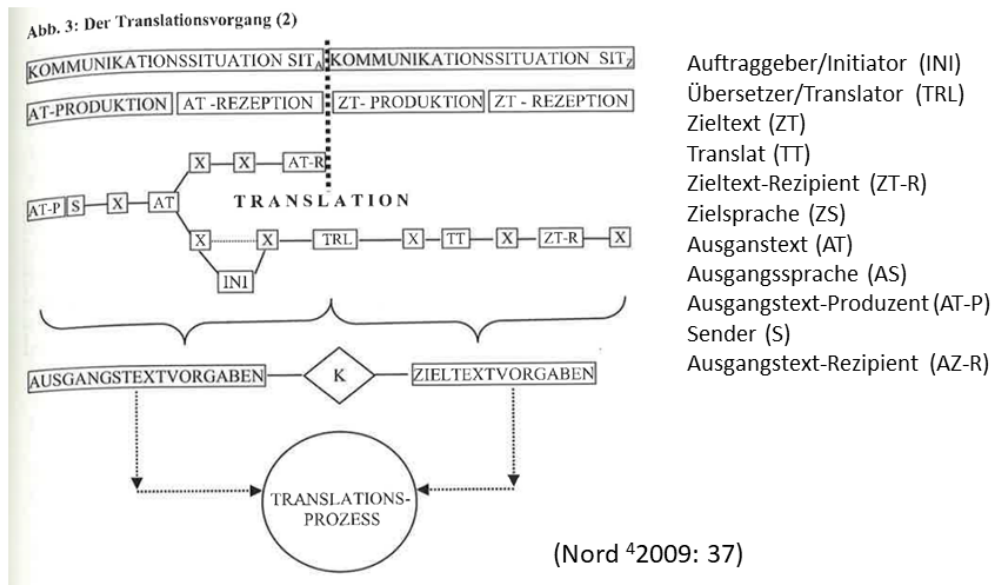 Abb. 3: Der Translationsvorgang (2)
KOMMUNIKATIONSSITUATION SIT_A KOMMUNIKATIONSSITUATION SIT_Z
AT-PRODUKTION AT -REZEPTION ZT- PRODUKTION ZT - REZEPTION
X X AT-R
TRANSLATION
AT-P S X AT
X X TRL X TT X ZT-R X
INI
AUSGANGSTEXTVORGABEN K ZIELTEXTVORGABEN
TRANSLATIONS-
PROZESS
Auftraggeber/Initiator (INI)
Übersetzer/Translator (TRL)
Zieltext (ZT)
Translat (TT)
Zieltext-Rezipient (ZT-R)
Zielsprache (ZS)
Ausganstext (AT)
Ausgangssprache (AS)
Ausgangstext-Produzent (AT-P)
Sender (S)
Ausgangstext-Rezipient (AZ-R)
(Nord ⁴2009: 37)